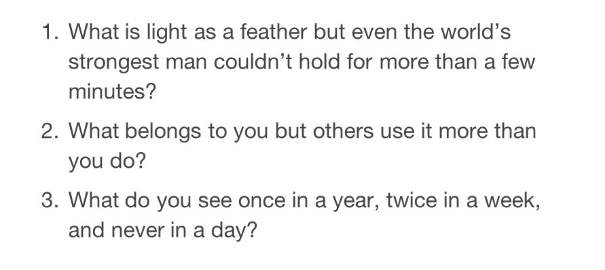 1. What is light as a feather but even the world’s
strongest man couldn’t hold for more than a few
minutes?
2. What belongs to you but others use it more than
you do?
3. What do you see once in a year, twice in a week,
and never in a day?